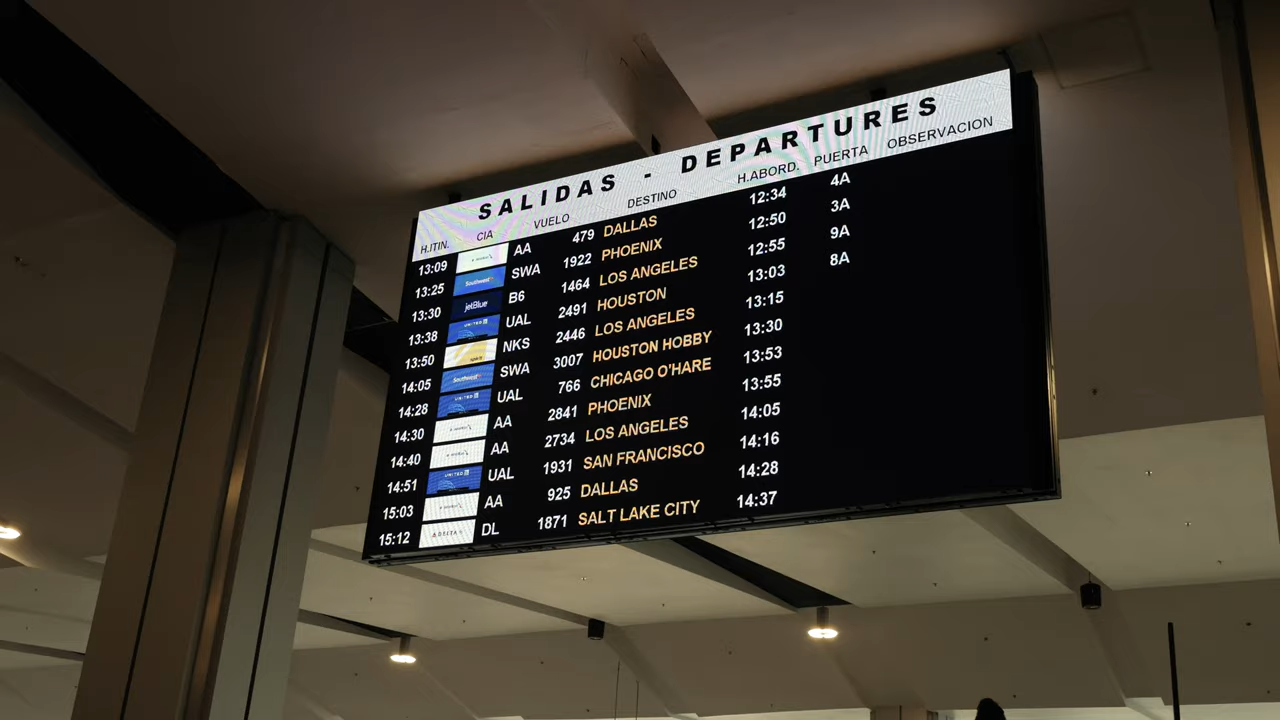 SALIDAS - DEPARTURES
H.ITIN. CIA VUELO DESTINO H.ABORD. PUERTA OBSERVACION
13:09 AA 479 DALLAS 12:34 4A
13:25 Southwest SWA 1922 PHOENIX 12:50 3A
13:30 jetBlue B6 1464 LOS ANGELES 12:55 9A
13:38 UNITED UAL 2491 HOUSTON 13:03 8A
13:50 NKS 2446 LOS ANGELES 13:15
14:05 Southwest SWA 3007 HOUSTON HOBBY 13:30
14:28 UNITED UAL 766 CHICAGO O'HARE 13:53
14:30 AA 2841 PHOENIX 13:55
14:40 AA 2734 LOS ANGELES 14:05
14:51 UNITED UAL 1931 SAN FRANCISCO 14:16
15:03 AA 925 DALLAS 14:28
15:12 DELTA DL 1871 SALT LAKE CITY 14:37